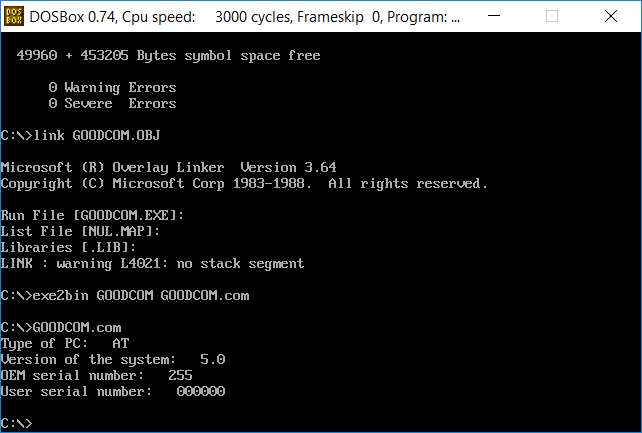 DOS BOX DOSBox 0.74, Cpu speed: 3000 cycles, Frameskip 0, Program: ...
49960 + 453205 Bytes symbol space free
0 Warning Errors
0 Severe Errors
C:\>link GOODCOM.OBJ
Microsoft (R) Overlay Linker Version 3.64
Copyright (C) Microsoft Corp 1983-1988. All rights reserved.
Run File [GOODCOM.EXE]:
List File [NUL.MAP]:
Libraries [.LIB]:
LINK : warning L4021: no stack segment
C:\>exe2bin GOODCOM GOODCOM.com
C:\>GOODCOM.com
Type of PC: AT
Version of the system: 5.0
OEM serial number: 255
User serial number: 000000
C:\>